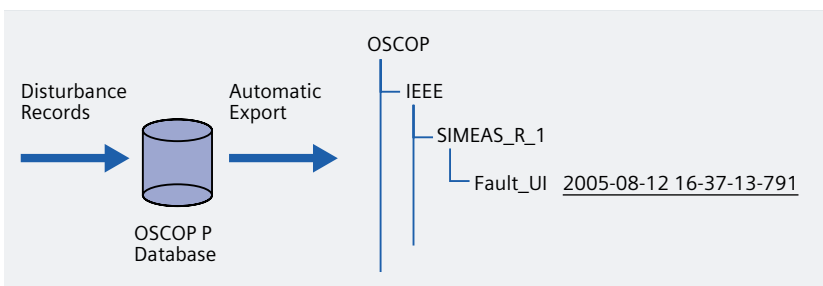 Disturbance
Records
OSCOP P
Database
Automatic
Export
OSCOP
IEEE
SIMEAS_R_1
Fault_UI 2005-08-12 16-37-13-791